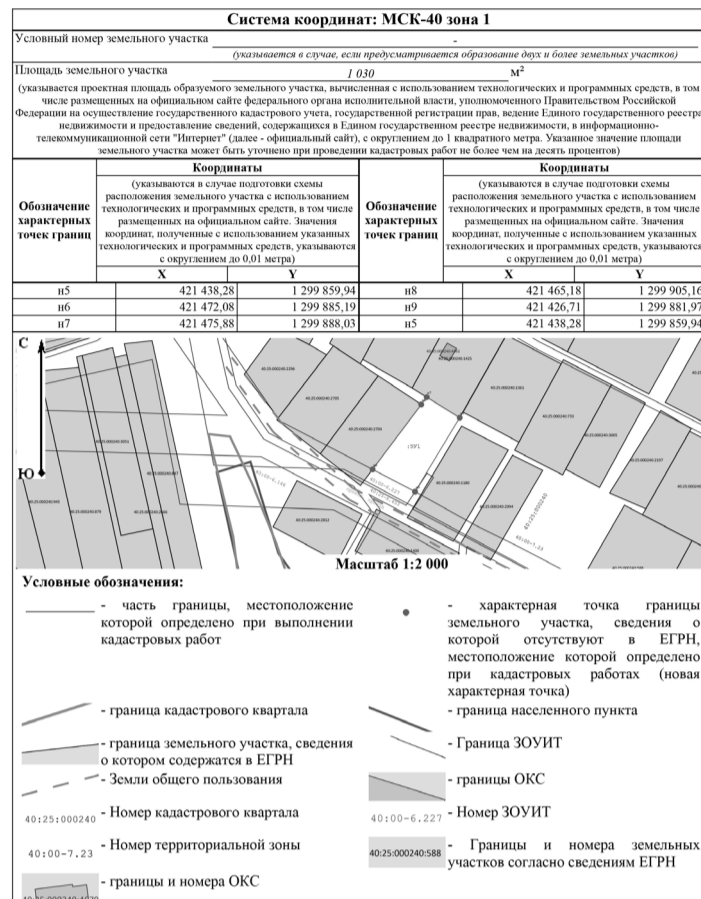 Система координат: МСК-40 зона 1
Условный номер земельного участка -
(указывается в случае, если предусматривается образование двух и более земельных участков)
Площадь земельного участка 1 030 м²
(указывается проектная площадь образуемого земельного участка, вычисленная с использованием технологических и программных средств, в том
числе размещенных на официальном сайте федерального органа исполнительной власти, уполномоченного Правительством Российской
Федерации на осуществление государственного кадастрового учета, государственной регистрации прав, ведение Единого государственного реестра
недвижимости и предоставление сведений, содержащихся в Едином государственном реестре недвижимости, в информационно-
телекоммуникационной сети "Интернет" (далее - официальный сайт), с округлением до 1 квадратного метра. Указанное значение площади
земельного участка может быть уточнено при проведении кадастровых работ не более чем на десять процентов)
Обозначение
характерных
точек границ
Координаты
(указываются в случае подготовки схемы
расположения земельного участка с использованием
технологических и программных средств, в том числе
размещенных на официальном сайте. Значения
координат, полученные с использованием указанных
технологических и программных средств, указываются
с округлением до 0,01 метра)
X Y
Обозначение
характерных
точек границ
Координаты
(указываются в случае подготовки схемы
расположения земельного участка с использованием
технологических и программных средств, в том числе
размещенных на официальном сайте. Значения
координат, полученные с использованием указанных
технологических и программных средств, указываются
с округлением до 0,01 метра)
X Y
н5 421 438,28 1 299 859,94 н8 421 465,18 1 299 905,16
н6 421 472,08 1 299 885,19 н9 421 426,71 1 299 881,97
н7 421 475,88 1 299 888,03 н5 421 438,28 1 299 859,94
С
Ю
:ЗУ1
40:25:000240
40:00-7.23
40:00-6.227
Масштаб 1:2 000
Условные обозначения:
- часть границы, местоположение
которой определено при выполнении
кадастровых работ
- характерная точка границы
земельного участка, сведения о
которой отсутствуют в ЕГРН,
местоположение которой определено
при кадастровых работах (новая
характерная точка)
- граница кадастрового квартала
- граница населенного пункта
- граница земельного участка, сведения
о котором содержатся в ЕГРН
- Граница ЗОУИТ
- Земли общего пользования
- границы ОКС
40:25:000240 - Номер кадастрового квартала
40:00-6.227 - Номер ЗОУИТ
40:00-7.23 - Номер территориальной зоны
40:25:000240:588 - Границы и номера земельных
участков согласно сведениям ЕГРН
- границы и номера ОКС